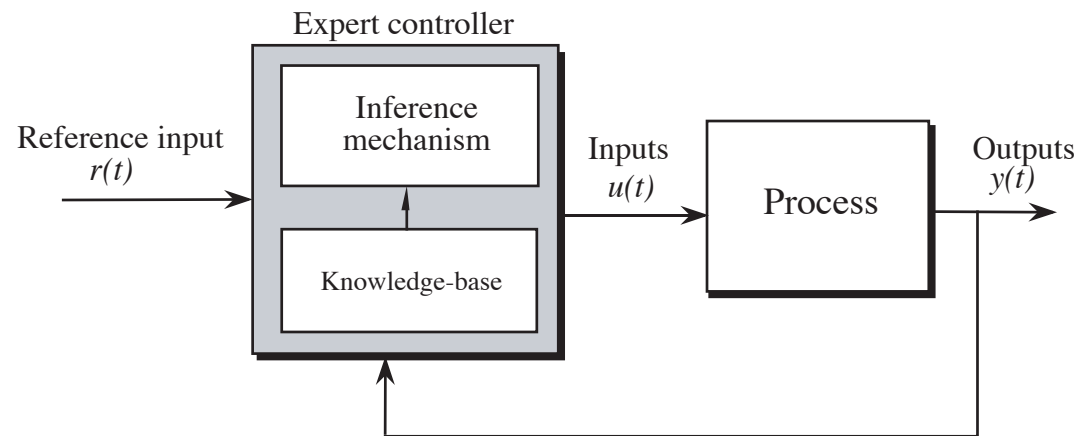 Expert controller
Inference
mechanism
Reference input
r(t)
Knowledge-base
Inputs
u(t)
Process
Outputs
y(t)